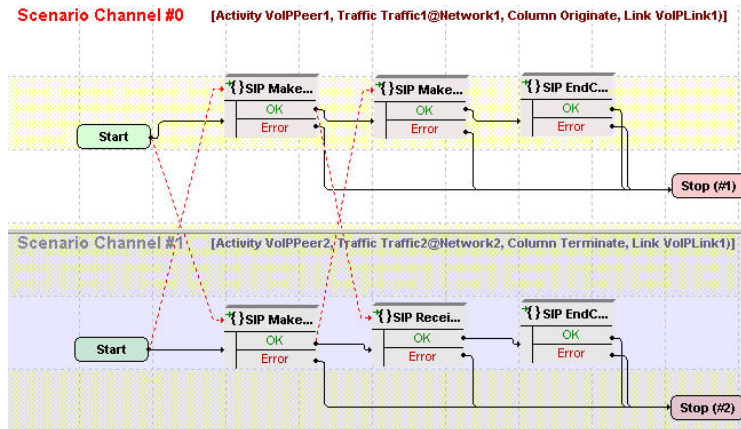 Scenario Channel #0 [Activity VoIPPeer1, Traffic Traffic1@Network1, Column Originate, Link VoIPLink1)]
{}SIP Make... {}SIP Make... {}SIP EndC...
OK OK OK
Error Error Error
Start
Stop (#1)
Scenario Channel #1 [Activity VoIPPeer2, Traffic Traffic2@Network2, Column Terminate, Link VoIPLink1)]
{}SIP Make... {}SIP Recei... {}SIP EndC...
OK OK OK
Start
Error Error Error
Stop (#2)